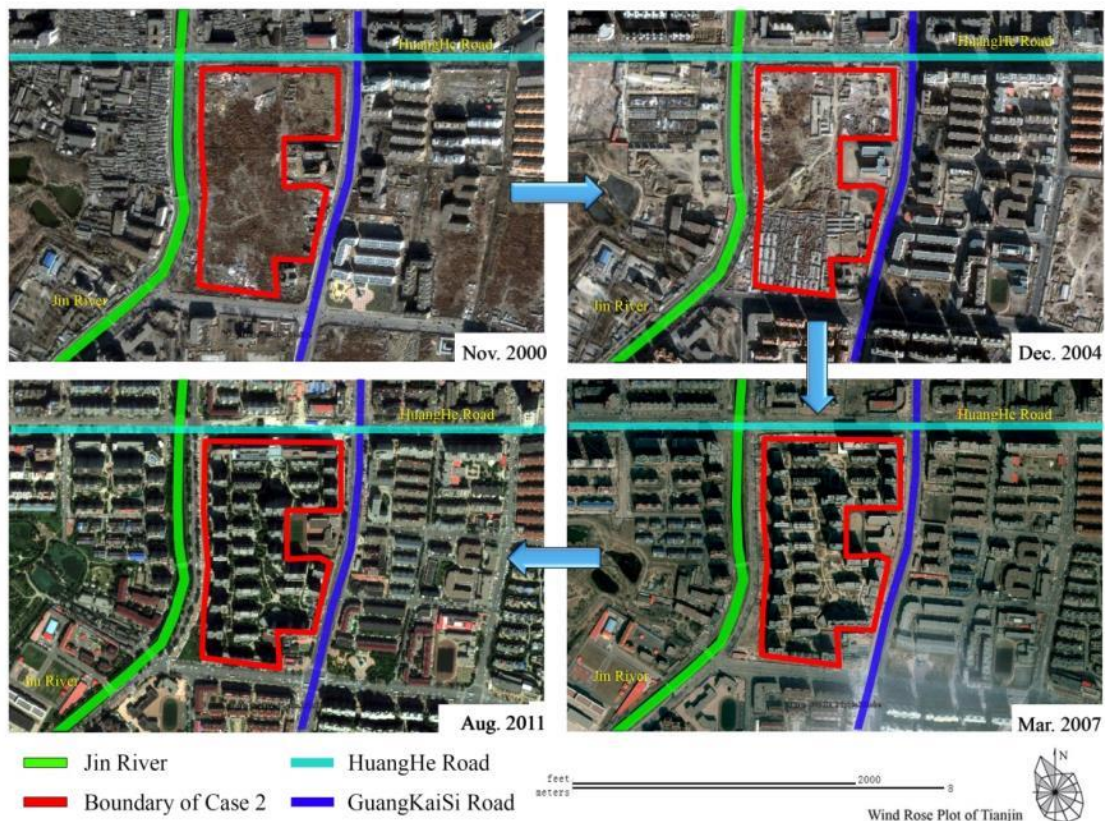 HuangHe Road
HuangHe Road
Jin River
Nov. 2000
Jin River
Dec. 2004
HuangHe Road
HuangHe Road
Jin River
Aug. 2011
Jin River
Mar. 2007
Jin River
HuangHe Road
Boundary of Case 2
GuangKaiSi Road
feet
meters
2000
8
N
Wind Rose Plot of Tianjin